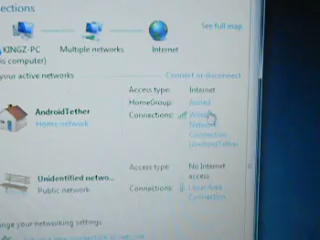 ections
See full map
KINGZ-PC
Multiple networks
Internet
is computer)
your active networks
Connect or disconnect
Access type:
Internet
AndroidTether
HomeGroup:
Joined
Home network
Connections:
Network
Connection
Access type:
No Internet
access
Unidentified netwo...
Public network
Connections:
Local Area
Connection
nge your networking settings